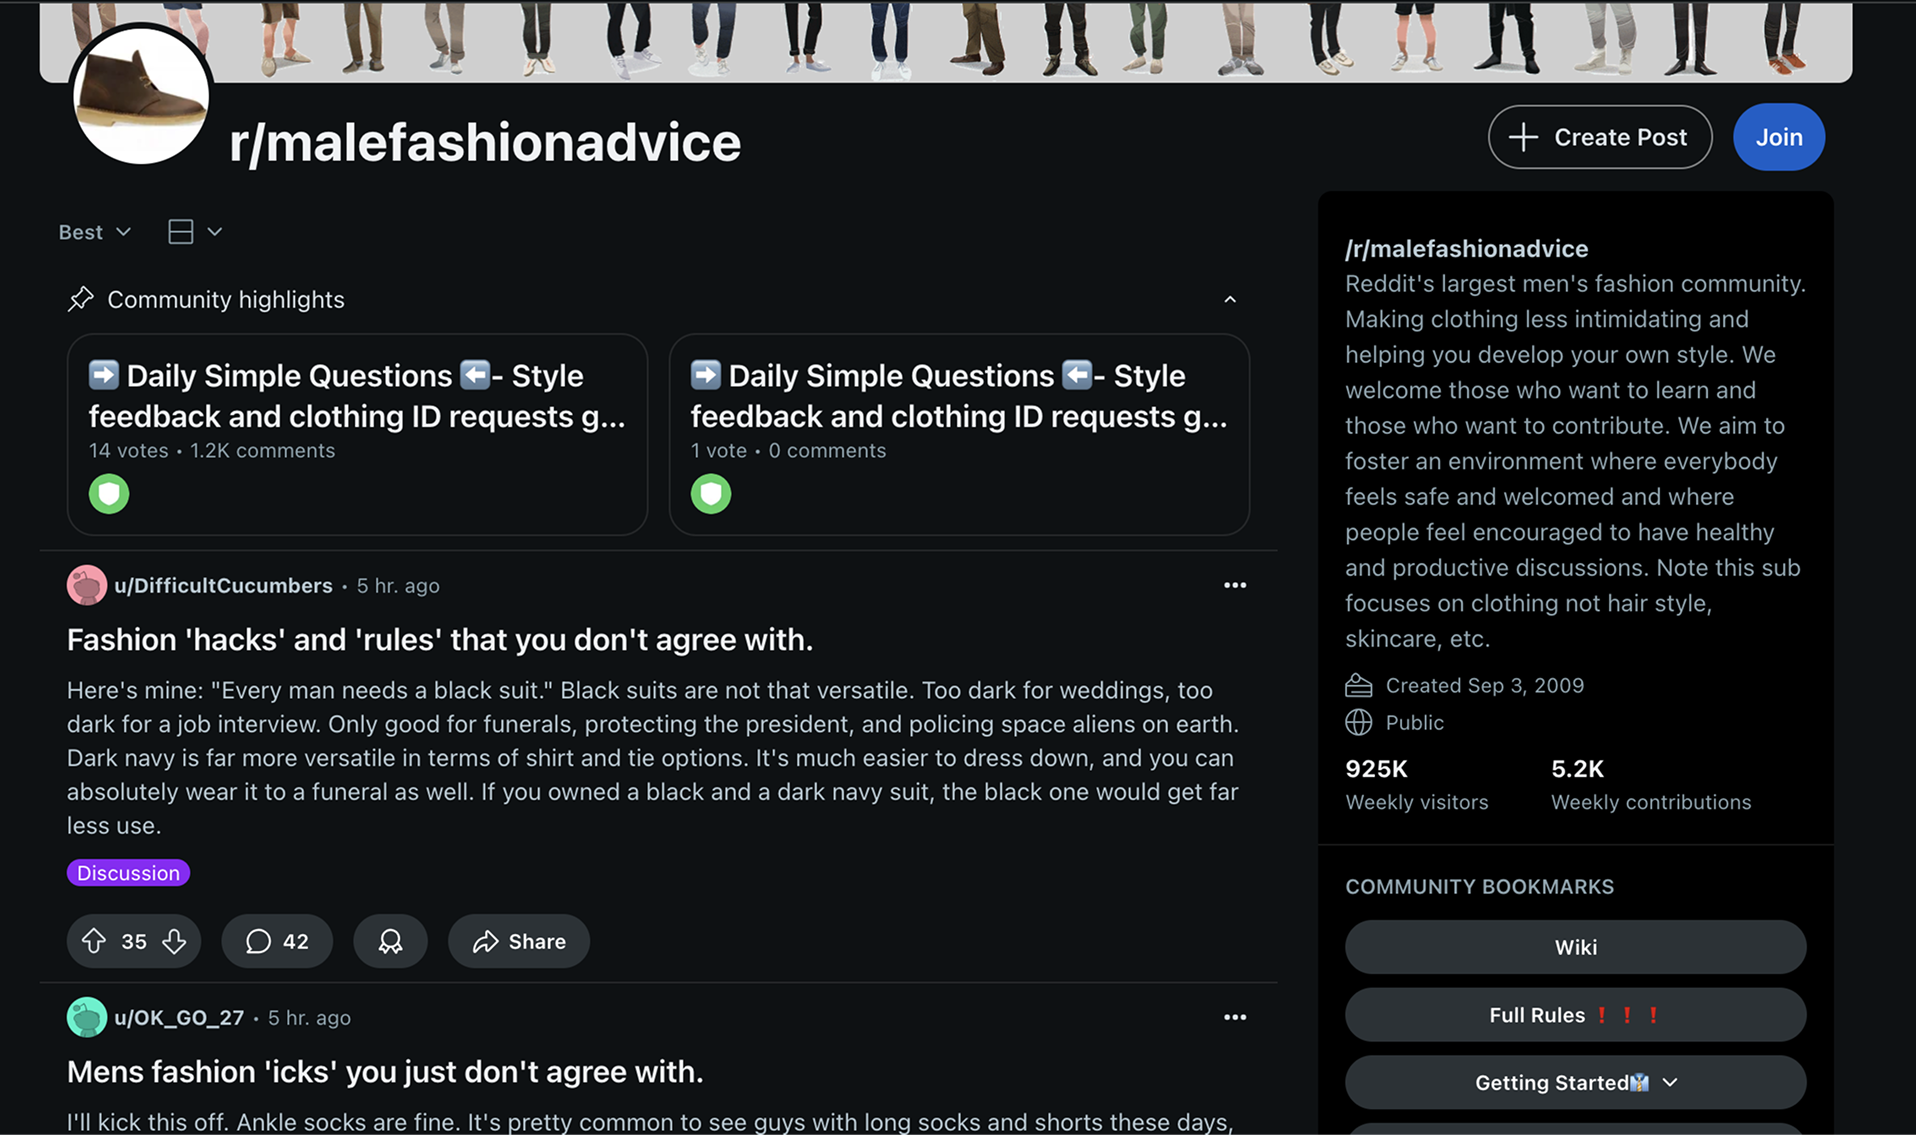 r/malefashionadvice
Create Post
Join
Best
Community highlights
➡️ Daily Simple Questions ⬅️- Style
feedback and clothing ID requests g...
14 votes • 1.2K comments
➡️ Daily Simple Questions ⬅️- Style
feedback and clothing ID requests g...
1 vote • 0 comments
u/DifficultCucumbers • 5 hr. ago
Fashion 'hacks' and 'rules' that you don't agree with.
Here's mine: "Every man needs a black suit." Black suits are not that versatile. Too dark for weddings, too
dark for a job interview. Only good for funerals, protecting the president, and policing space aliens on earth.
Dark navy is far more versatile in terms of shirt and tie options. It's much easier to dress down, and you can
absolutely wear it to a funeral as well. If you owned a black and a dark navy suit, the black one would get far
less use.
Discussion
35
42
Share
u/OK_GO_27 • 5 hr. ago
Mens fashion 'icks' you just don't agree with.
I'll kick this off. Ankle socks are fine. It's pretty common to see guys with long socks and shorts these days,
/r/malefashionadvice
Reddit's largest men's fashion community.
Making clothing less intimidating and
helping you develop your own style. We
welcome those who want to learn and
those who want to contribute. We aim to
foster an environment where everybody
feels safe and welcomed and where
people feel encouraged to have healthy
and productive discussions. Note this sub
focuses on clothing not hair style,
skincare, etc.
Created Sep 3, 2009
Public
925K
Weekly visitors
5.2K
Weekly contributions
COMMUNITY BOOKMARKS
Wiki
Full Rules ❗❗❗
Getting Started👔